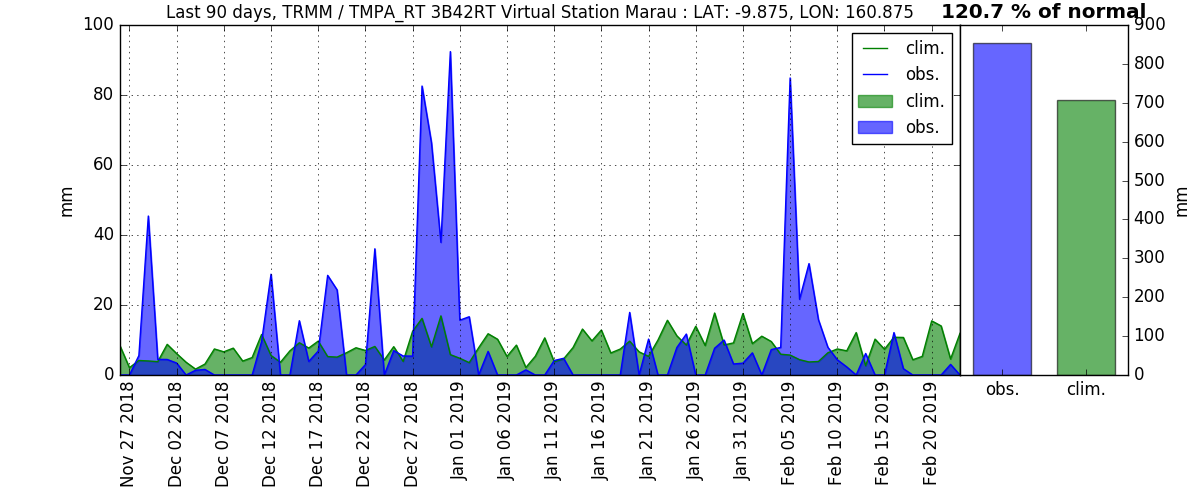 Last 90 days, TRMM / TMPA_RT 3B42RT Virtual Station Marau : LAT: -9.875, LON: 160.875
120.7 % of normal
mm
100
80
60
40
20
0
clim.
obs.
clim.
obs.
900
800
700
600
500
400
300
200
100
0
mm
Nov 27 2018
Dec 02 2018
Dec 07 2018
Dec 12 2018
Dec 17 2018
Dec 22 2018
Dec 27 2018
Jan 01 2019
Jan 06 2019
Jan 11 2019
Jan 16 2019
Jan 21 2019
Jan 26 2019
Jan 31 2019
Feb 05 2019
Feb 10 2019
Feb 15 2019
Feb 20 2019
obs.
clim.